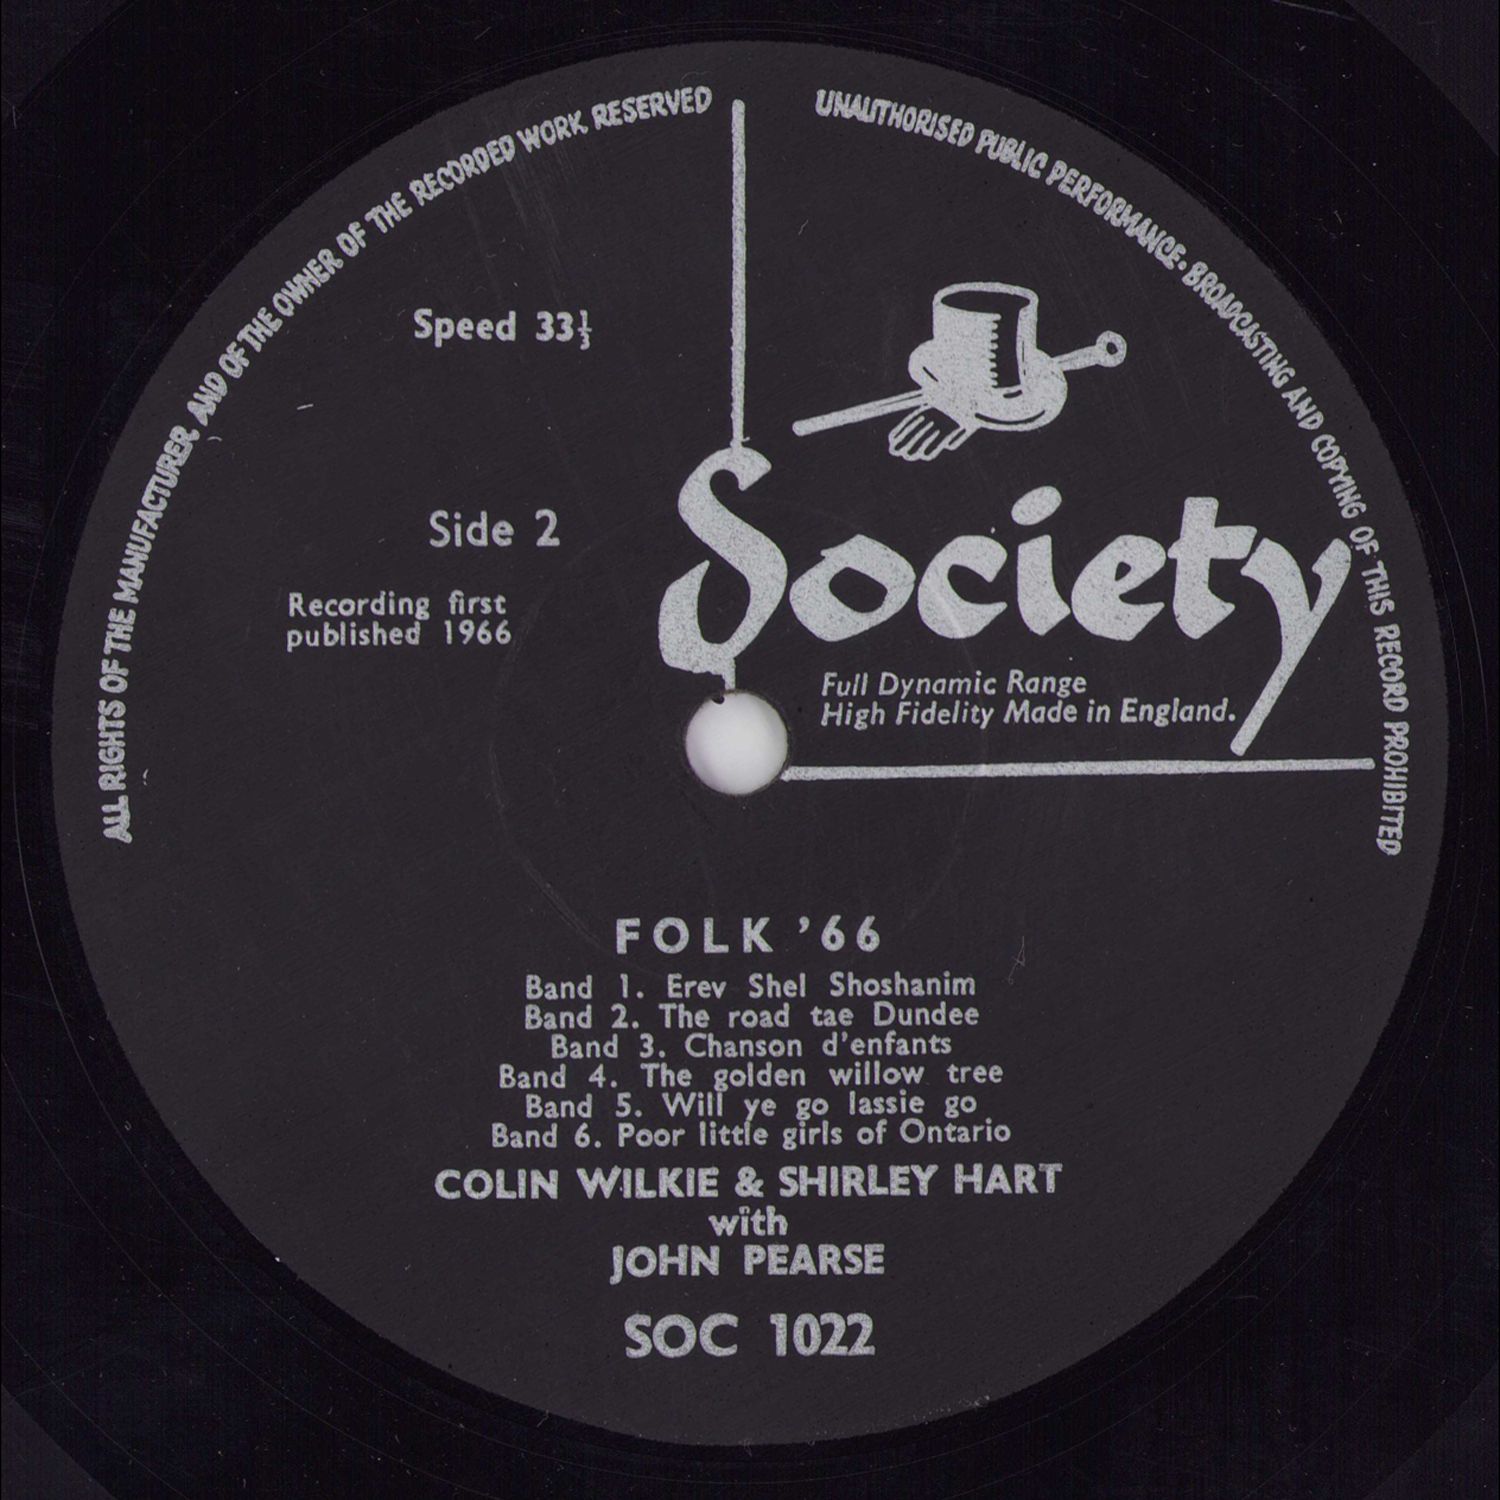 ALL RIGHTS OF THE MANUFACTURER AND OF THE OWNER OF THE RECORDED WORK RESERVED
UNAUTHORISED PUBLIC PERFORMANCE · BROADCASTING AND COPYING OF THIS RECORD PROHIBITED
Speed 33⅓
Society
Side 2
Recording first
published 1966
Full Dynamic Range
High Fidelity Made in England.
FOLK '66
Band 1. Erev Shel Shoshanim
Band 2. The road tae Dundee
Band 3. Chanson d'enfants
Band 4. The golden willow tree
Band 5. Will ye go lassie go
Band 6. Poor little girls of Ontario
COLIN WILKIE & SHIRLEY HART
with
JOHN PEARSE
SOC 1022